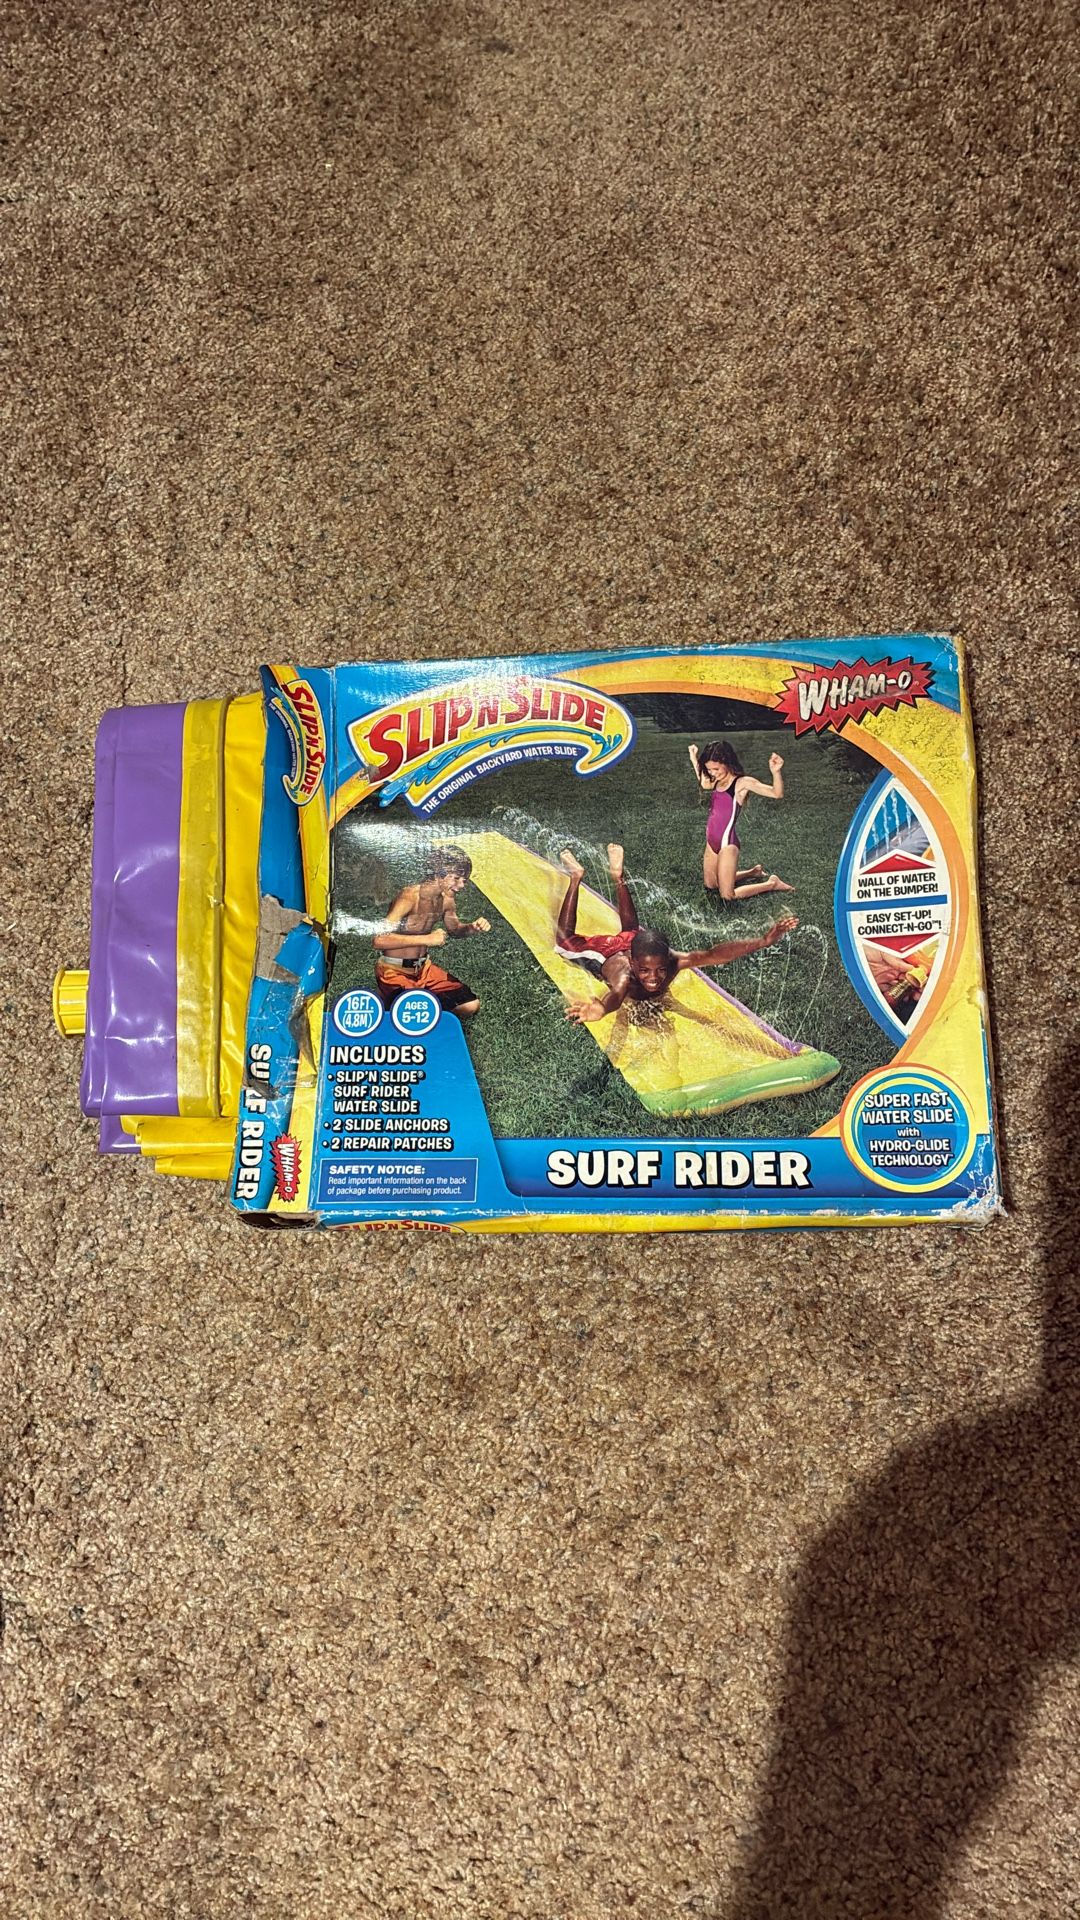 SLIP'N SLIDE
THE ORIGINAL BACKYARD WATER SLIDE™
WHAM-O
WALL OF WATER
ON THE BUMPER!
EASY SET-UP!
CONNECT-N-GO™!
16FT.
(4.8M)
AGES
5-12
INCLUDES
• SLIP'N SLIDE®
SURF RIDER
WATER SLIDE
• 2 SLIDE ANCHORS
• 2 REPAIR PATCHES
SAFETY NOTICE:
Read important information on the back
of package before purchasing product.
SURF RIDER
SUPER FAST
WATER SLIDE
with
HYDRO-GLIDE
TECHNOLOGY™
SLIP'N SLIDE
SURF RIDER
WHAM-O
SLIP'N SLIDE